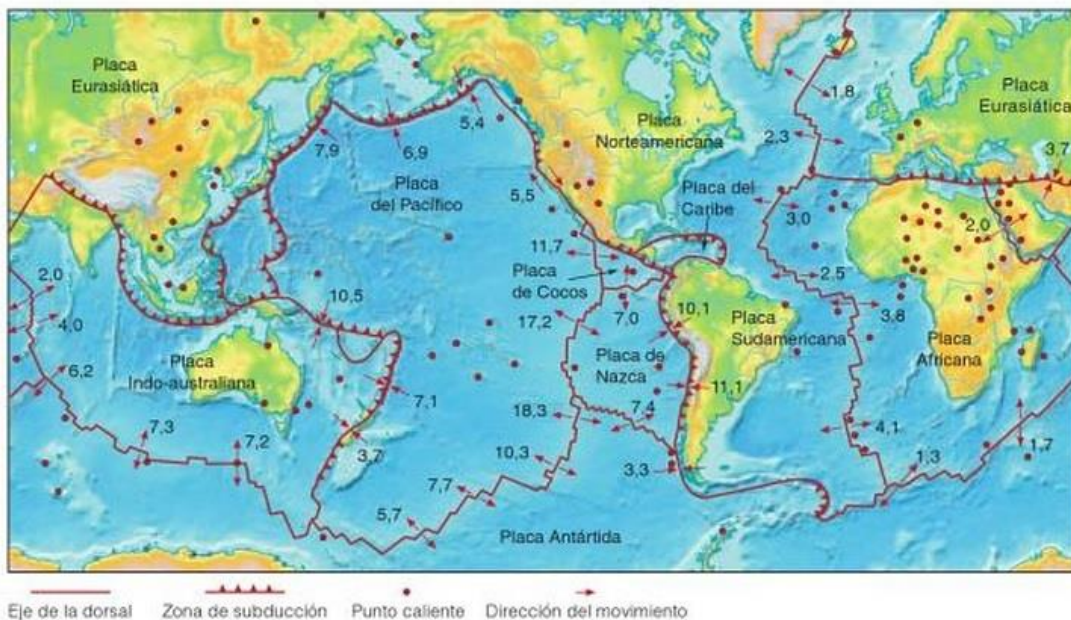 Placa
Eurasiática
Placa
Norteamericana
Placa
Eurasiática
1,8
2,3
3,7
5,4
7,9
6,9
Placa
del Pacífico
5,5
Placa del
Caribe
3,0
2,0
11,7
Placa
de Cocos
2,0
4,0
10,5
17,2
7,0
10,1
2,5
3,8
Placa
Sudamericana
Placa
Africana
Placa
Indo-australiana
6,2
Placa de
Nazca
7,1
11,1
18,3
7,4
7,3
7,2
3,7
10,3
3,3
4,1
1,3
1,7
7,7
5,7
Placa Antártida
Eje de la dorsal
Zona de subducción
Punto caliente
Dirección del movimiento